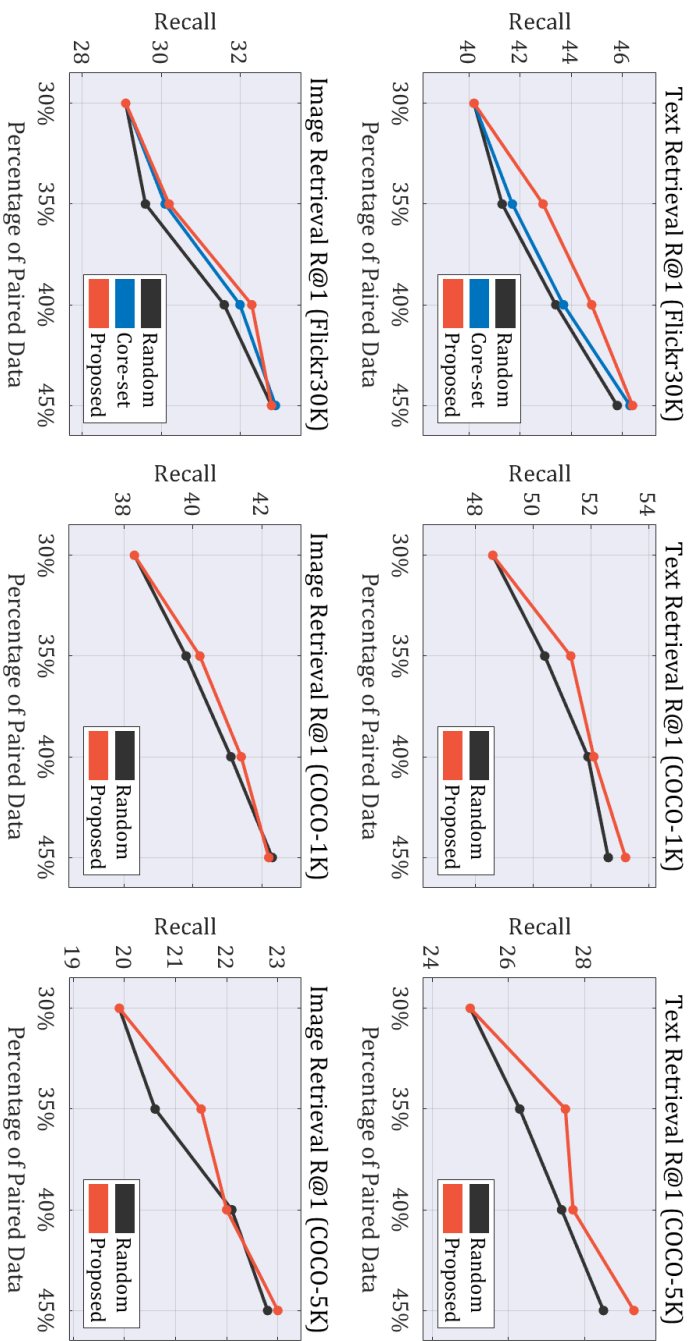 Text Retrieval R@1 (Flickr30K)
Recall
46
44
42
40
30%
35%
40%
45%
Percentage of Paired Data
Random
Core-set
Proposed
Text Retrieval R@1 (COCO-1K)
Recall
54
52
50
48
30%
35%
40%
45%
Percentage of Paired Data
Random
Proposed
Text Retrieval R@1 (COCO-5K)
Recall
28
26
24
30%
35%
40%
45%
Percentage of Paired Data
Random
Proposed
Image Retrieval R@1 (Flickr30K)
Recall
32
30
28
30%
35%
40%
45%
Percentage of Paired Data
Random
Core-set
Proposed
Image Retrieval R@1 (COCO-1K)
Recall
42
40
38
30%
35%
40%
45%
Percentage of Paired Data
Random
Proposed
Image Retrieval R@1 (COCO-5K)
Recall
23
22
21
20
19
30%
35%
40%
45%
Percentage of Paired Data
Random
Proposed